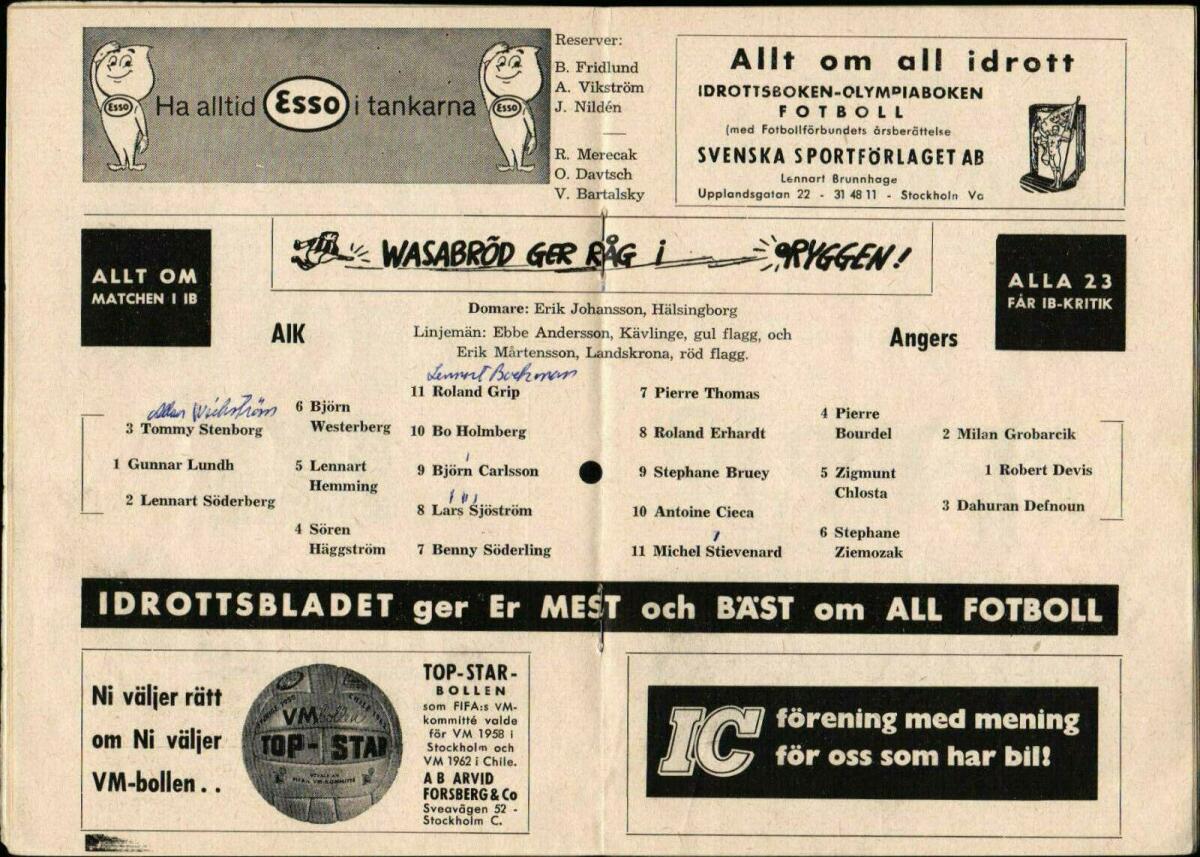 Esso
Ha alltid Esso i tankarna
Esso
Reserver:
B. Fridlund
A. Vikström
J. Nildén
R. Merecak
O. Davtsch
V. Bartalsky
Allt om all idrott
IDROTTSBOKEN-OLYMPIABOKEN
FOTBOLL
(med Fotbollförbundets årsberättelse
SVENSKA SPORTFÖRLAGET AB
Lennart Brunnhage
Upplandsgatan 22 - 31 48 11 - Stockholm Va
ALLT OM
MATCHEN I IB
WASABRÖD GER RÅG I RYGGEN!
ALLA 23
FÅR IB-KRITIK
Domare: Erik Johansson, Hälsingborg
Linjemän: Ebbe Andersson, Kävlinge, gul flagg, och
Erik Mårtensson, Landskrona, röd flagg.
AIK
Angers
Lennart Backman
11 Roland Grip
10 Bo Holmberg
9 Björn Carlsson
8 Lars Sjöström
7 Benny Söderling
6 Björn
Westerberg
5 Lennart
Hemming
4 Sören
Häggström
3 Tommy Stenborg
1 Gunnar Lundh
2 Lennart Söderberg
7 Pierre Thomas
8 Roland Erhardt
9 Stephane Bruey
10 Antoine Cieca
11 Michel Stievenard
4 Pierre
Bourdel
5 Zigmunt
Chlosta
6 Stephane
Ziemozak
2 Milan Grobarcik
1 Robert Devis
3 Dahuran Defnoun
IDROTTSBLADET ger Er MEST och BÄST om ALL FOTBOLL
Ni väljer rätt
om Ni väljer
VM-bollen . .
VM bollen
TOP-STAR
TOP-STAR-
BOLLEN
som FIFA:s VM-
kommitté valde
för VM 1958 i
Stockholm och
VM 1962 i Chile.
AB ARVID
FORSBERG & Co
Sveavägen 52 -
Stockholm C.
IC förening med mening
för oss som har bil!